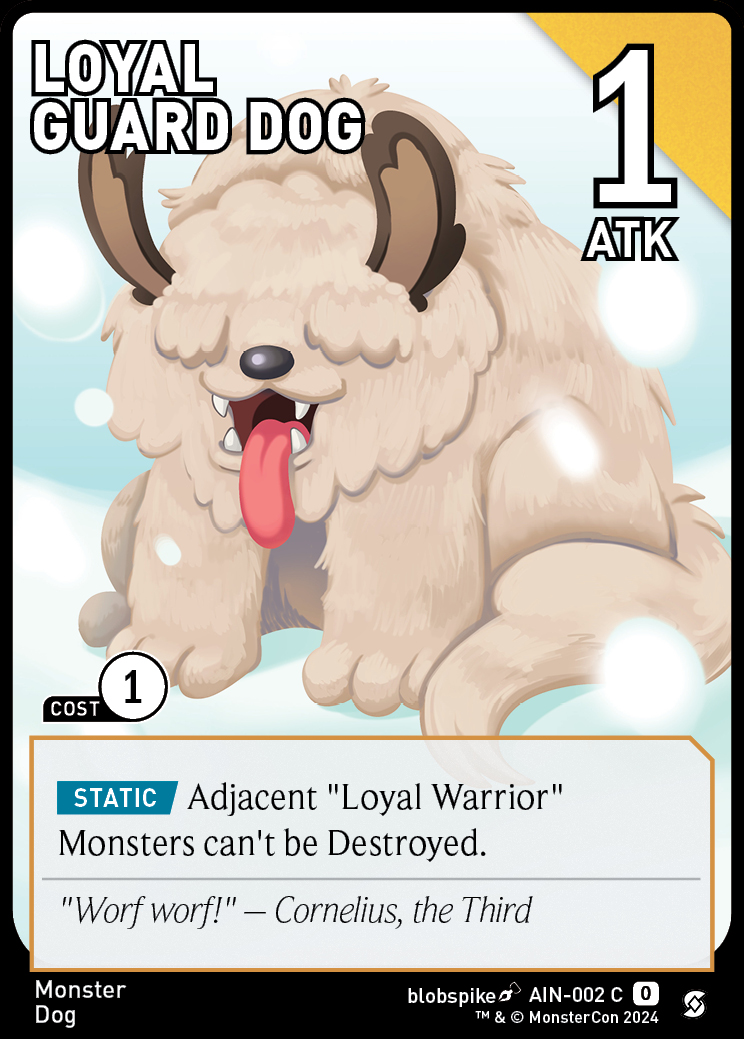 LOYAL
GUARD DOG
1
ATK
COST 1
STATIC Adjacent "Loyal Warrior"
Monsters can't be Destroyed.
"Worf worf!" – Cornelius, the Third
Monster
Dog
blobspike AIN-002 C 0
™ & © MonsterCon 2024